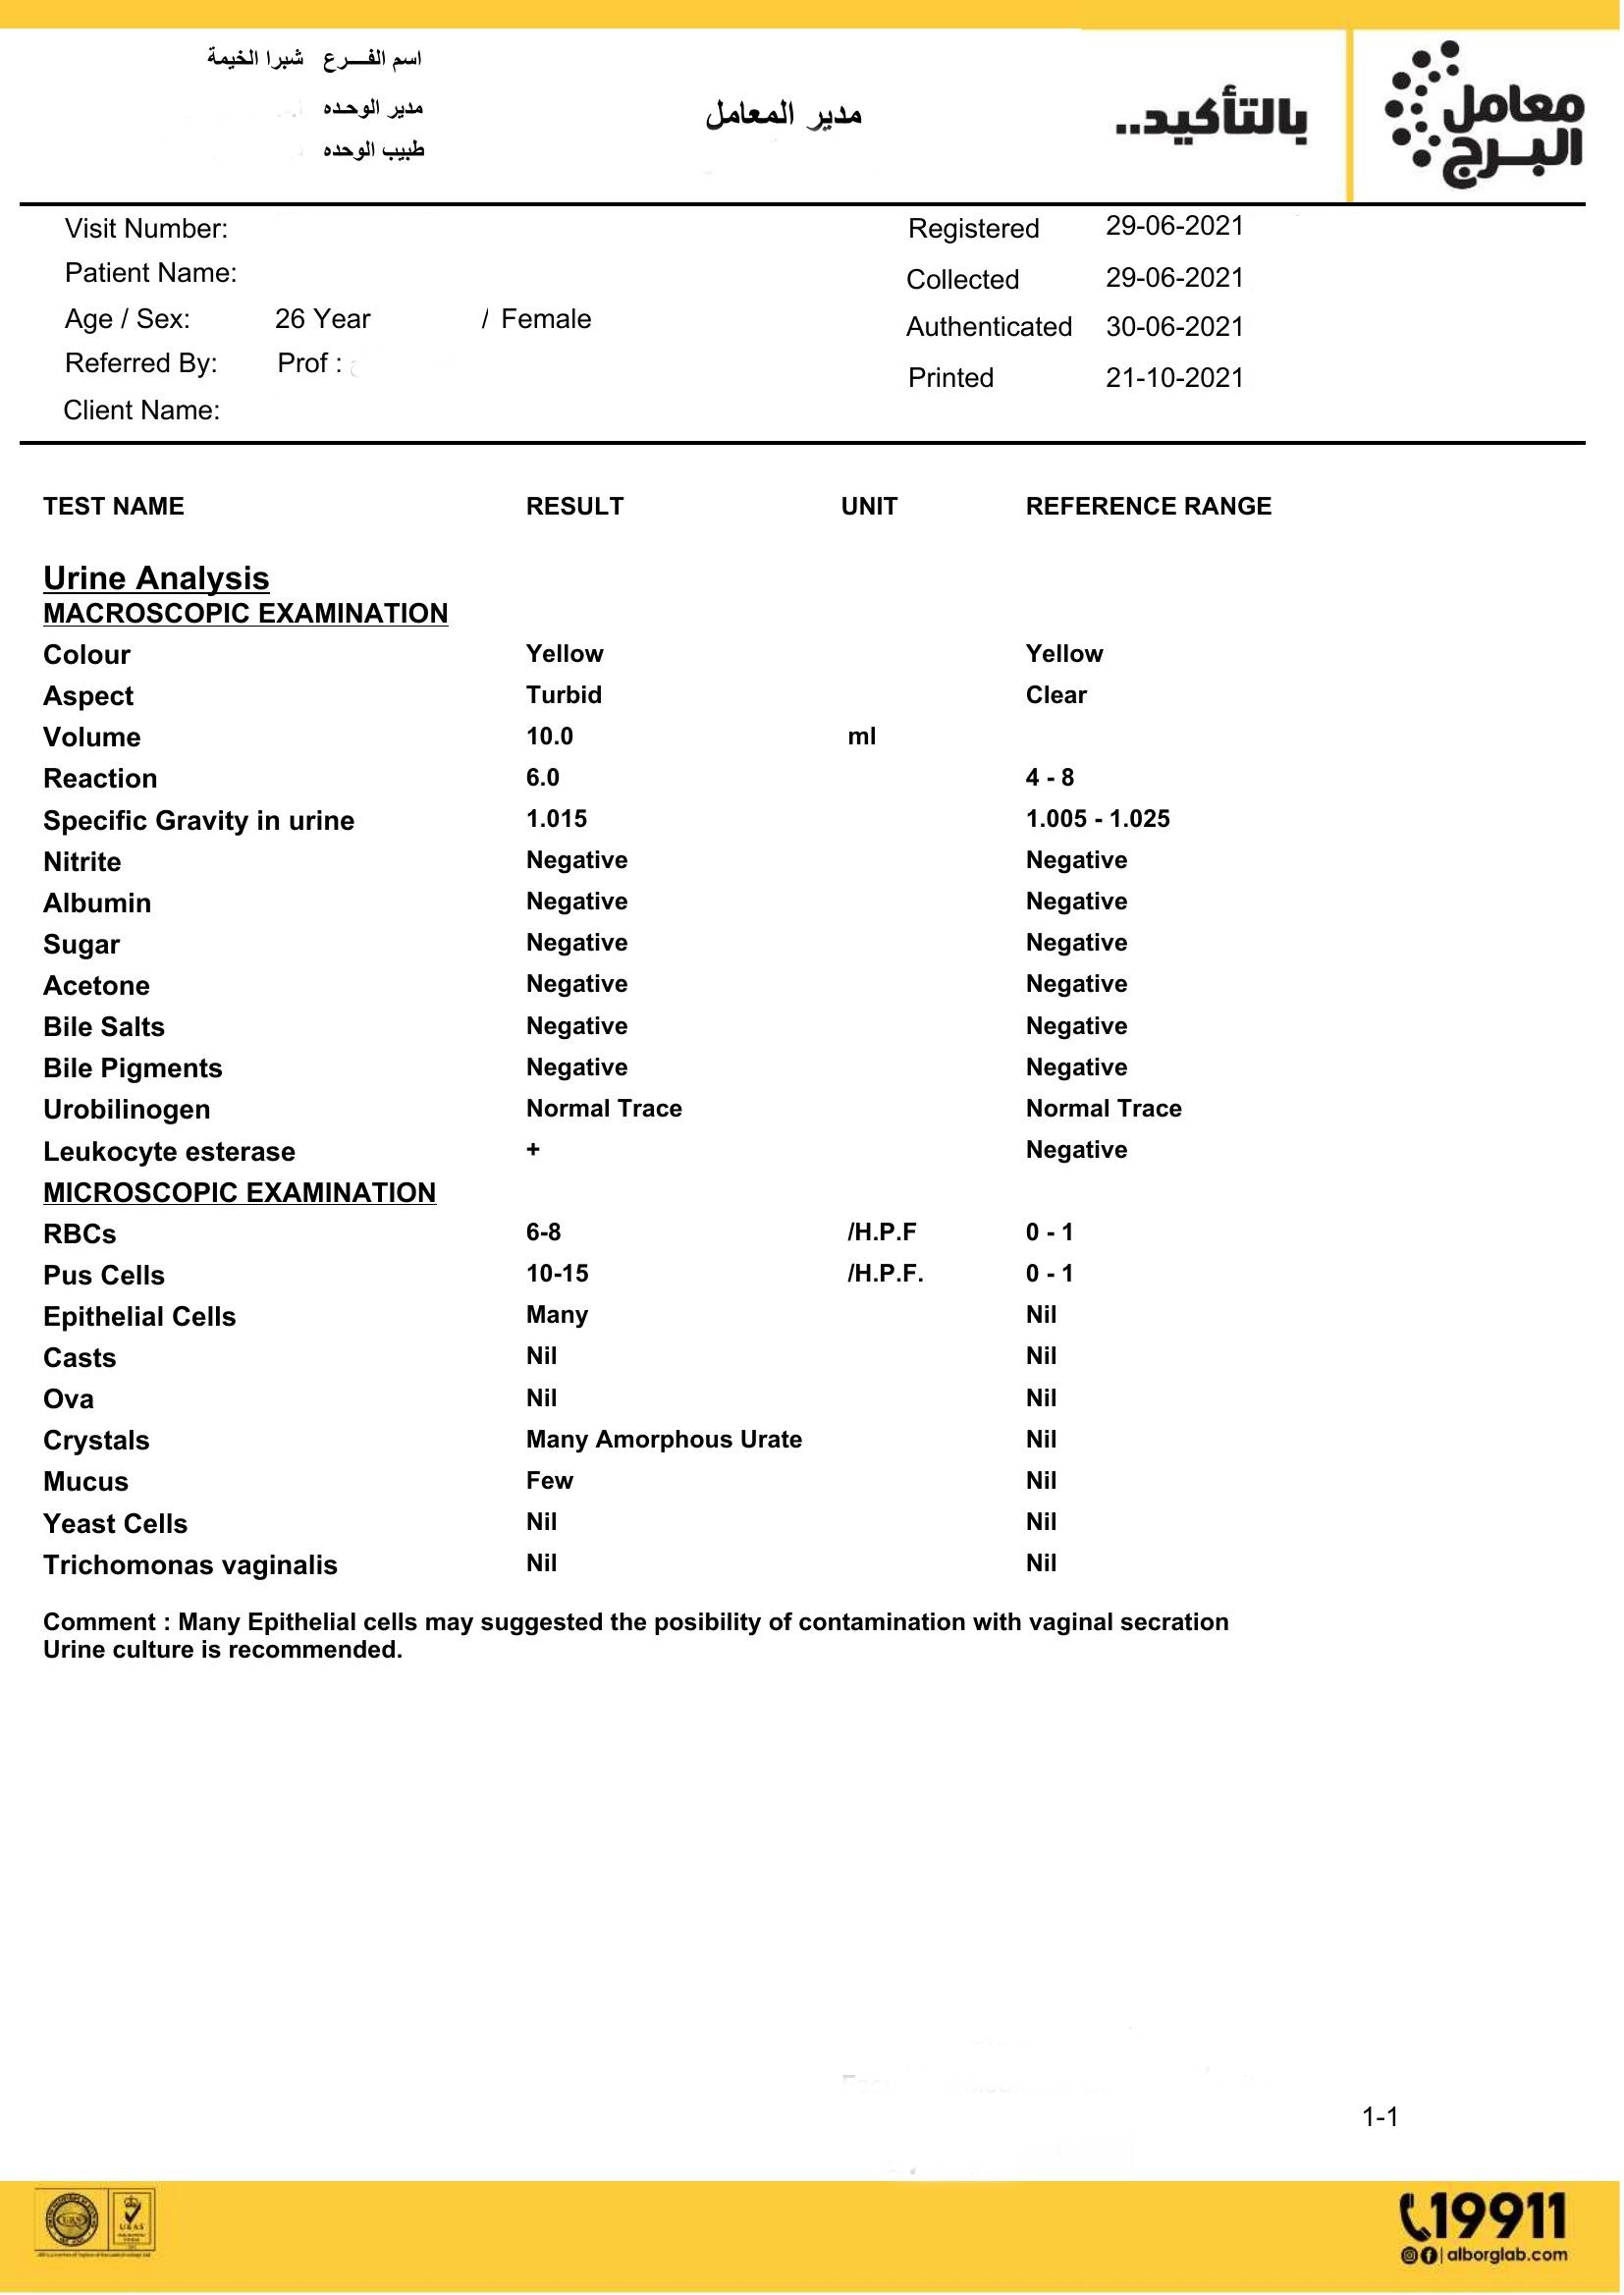 اسم الفـــرع شبرا الخيمة
مدير الوحده
طبيب الوحده
مدير المعامل
بالتأكيد..
معامل
البرج
Visit Number:
Patient Name:
Age / Sex: 26 Year / Female
Referred By: Prof :
Client Name:
Registered 29-06-2021
Collected 29-06-2021
Authenticated 30-06-2021
Printed 21-10-2021
TEST NAME RESULT UNIT REFERENCE RANGE
Urine Analysis
MACROSCOPIC EXAMINATION
Colour Yellow Yellow
Aspect Turbid Clear
Volume 10.0 ml
Reaction 6.0 4 - 8
Specific Gravity in urine 1.015 1.005 - 1.025
Nitrite Negative Negative
Albumin Negative Negative
Sugar Negative Negative
Acetone Negative Negative
Bile Salts Negative Negative
Bile Pigments Negative Negative
Urobilinogen Normal Trace Normal Trace
Leukocyte esterase + Negative
MICROSCOPIC EXAMINATION
RBCs 6-8 /H.P.F 0 - 1
Pus Cells 10-15 /H.P.F. 0 - 1
Epithelial Cells Many Nil
Casts Nil Nil
Ova Nil Nil
Crystals Many Amorphous Urate Nil
Mucus Few Nil
Yeast Cells Nil Nil
Trichomonas vaginalis Nil Nil
Comment : Many Epithelial cells may suggested the posibility of contamination with vaginal secration
Urine culture is recommended.
1-1
UKAS
19911
alborglab.com